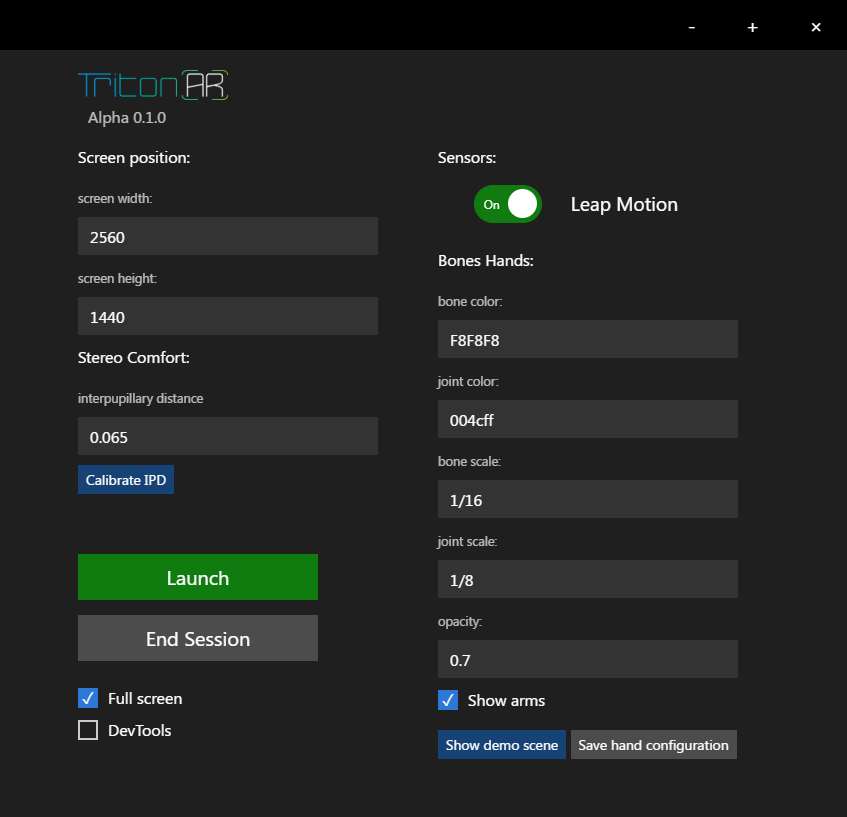 - + ×
Triton AR
Alpha 0.1.0
Screen position:
screen width:
2560
screen height:
1440
Stereo Comfort:
interpupillary distance
0.065
Calibrate IPD
Launch
End Session
Full screen
DevTools
Sensors:
On Leap Motion
Bones Hands:
bone color:
F8F8F8
joint color:
004cff
bone scale:
1/16
joint scale:
1/8
opacity:
0.7
Show arms
Show demo scene Save hand configuration